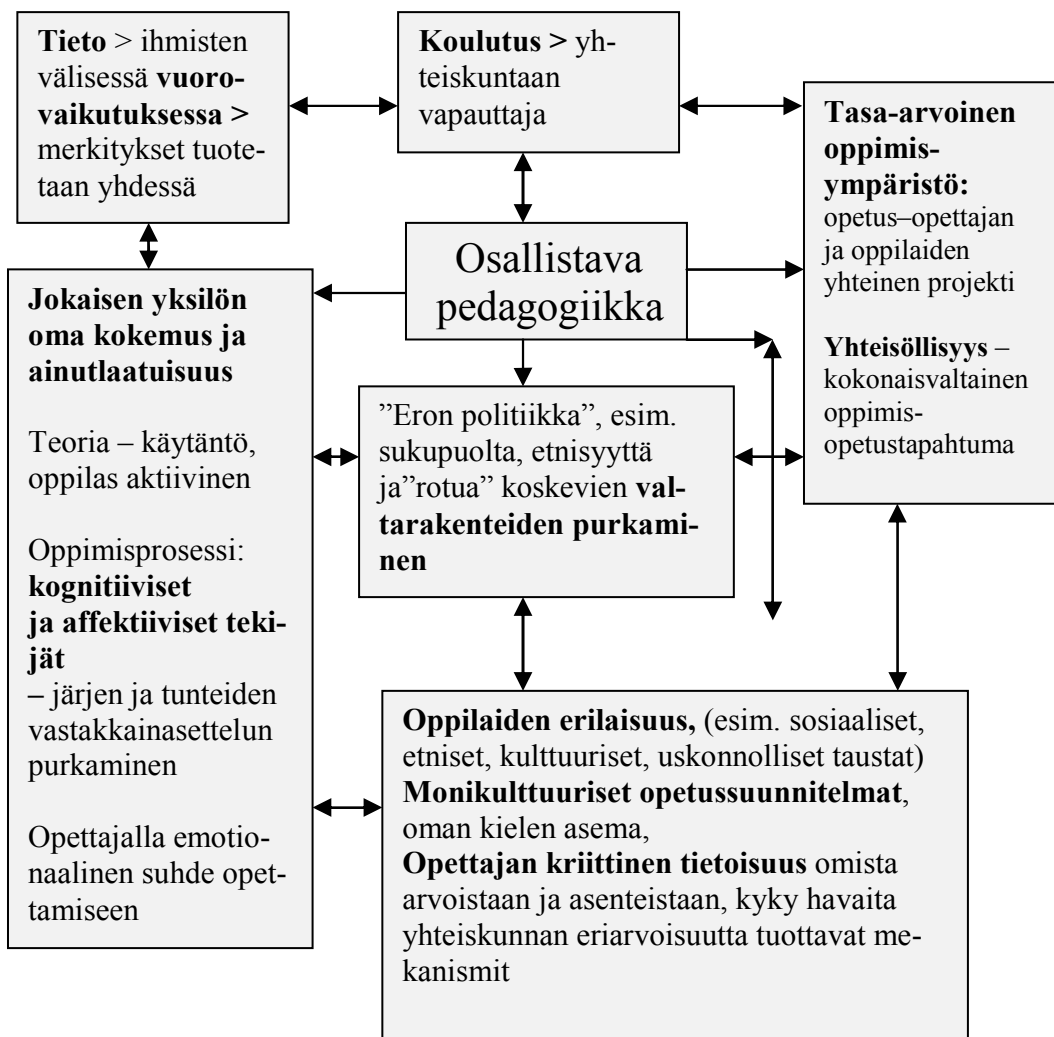 Tieto > ihmisten
välisessä vuoro-
vaikutuksessa >
merkitykset tuote-
taan yhdessä
Koulutus > yh-
teiskuntaan
vapauttaja
Tasa-arvoinen
oppimis-
ympäristö:
opetus–opettajan
ja oppilaiden
yhteinen projekti
Yhteisöllisyys –
kokonaisvaltainen
oppimis-
opetustapahtuma
Osallistava
pedagogiikka
Jokaisen yksilön
oma kokemus ja
ainutlaatuisuus
Teoria – käytäntö,
oppilas aktiivinen
Oppimisprosessi:
kognitiiviset
ja affektiiviset teki-
jät
– järjen ja tunteiden
vastakkainasettelun
purkaminen
Opettajalla emotio-
naalinen suhde opet-
tamiseen
”Eron politiikka”, esim.
sukupuolta, etnisyyttä
ja”rotua” koskevien val-
tarakenteiden purkami-
nen
Oppilaiden erilaisuus, (esim. sosiaaliset,
etniset, kulttuuriset, uskonnolliset taustat)
Monikulttuuriset opetussuunnitelmat,
oman kielen asema,
Opettajan kriittinen tietoisuus omista
arvoistaan ja asenteistaan, kyky havaita
yhteiskunnan eriarvoisuutta tuottavat me-
kanismit